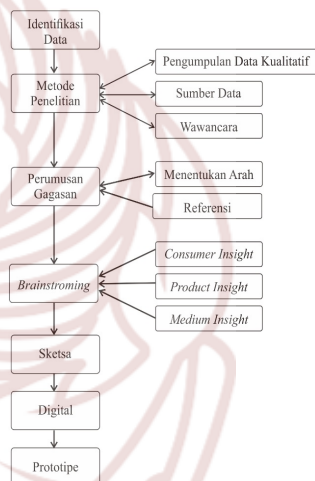 Identifikasi
Data
Metode
Penelitian
Pengumpulan Data Kualitatif
Sumber Data
Wawancara
Perumusan
Gagasan
Menentukan Arah
Referensi
Brainstroming
Consumer Insight
Product Insight
Medium Insight
Sketsa
Digital
Prototipe